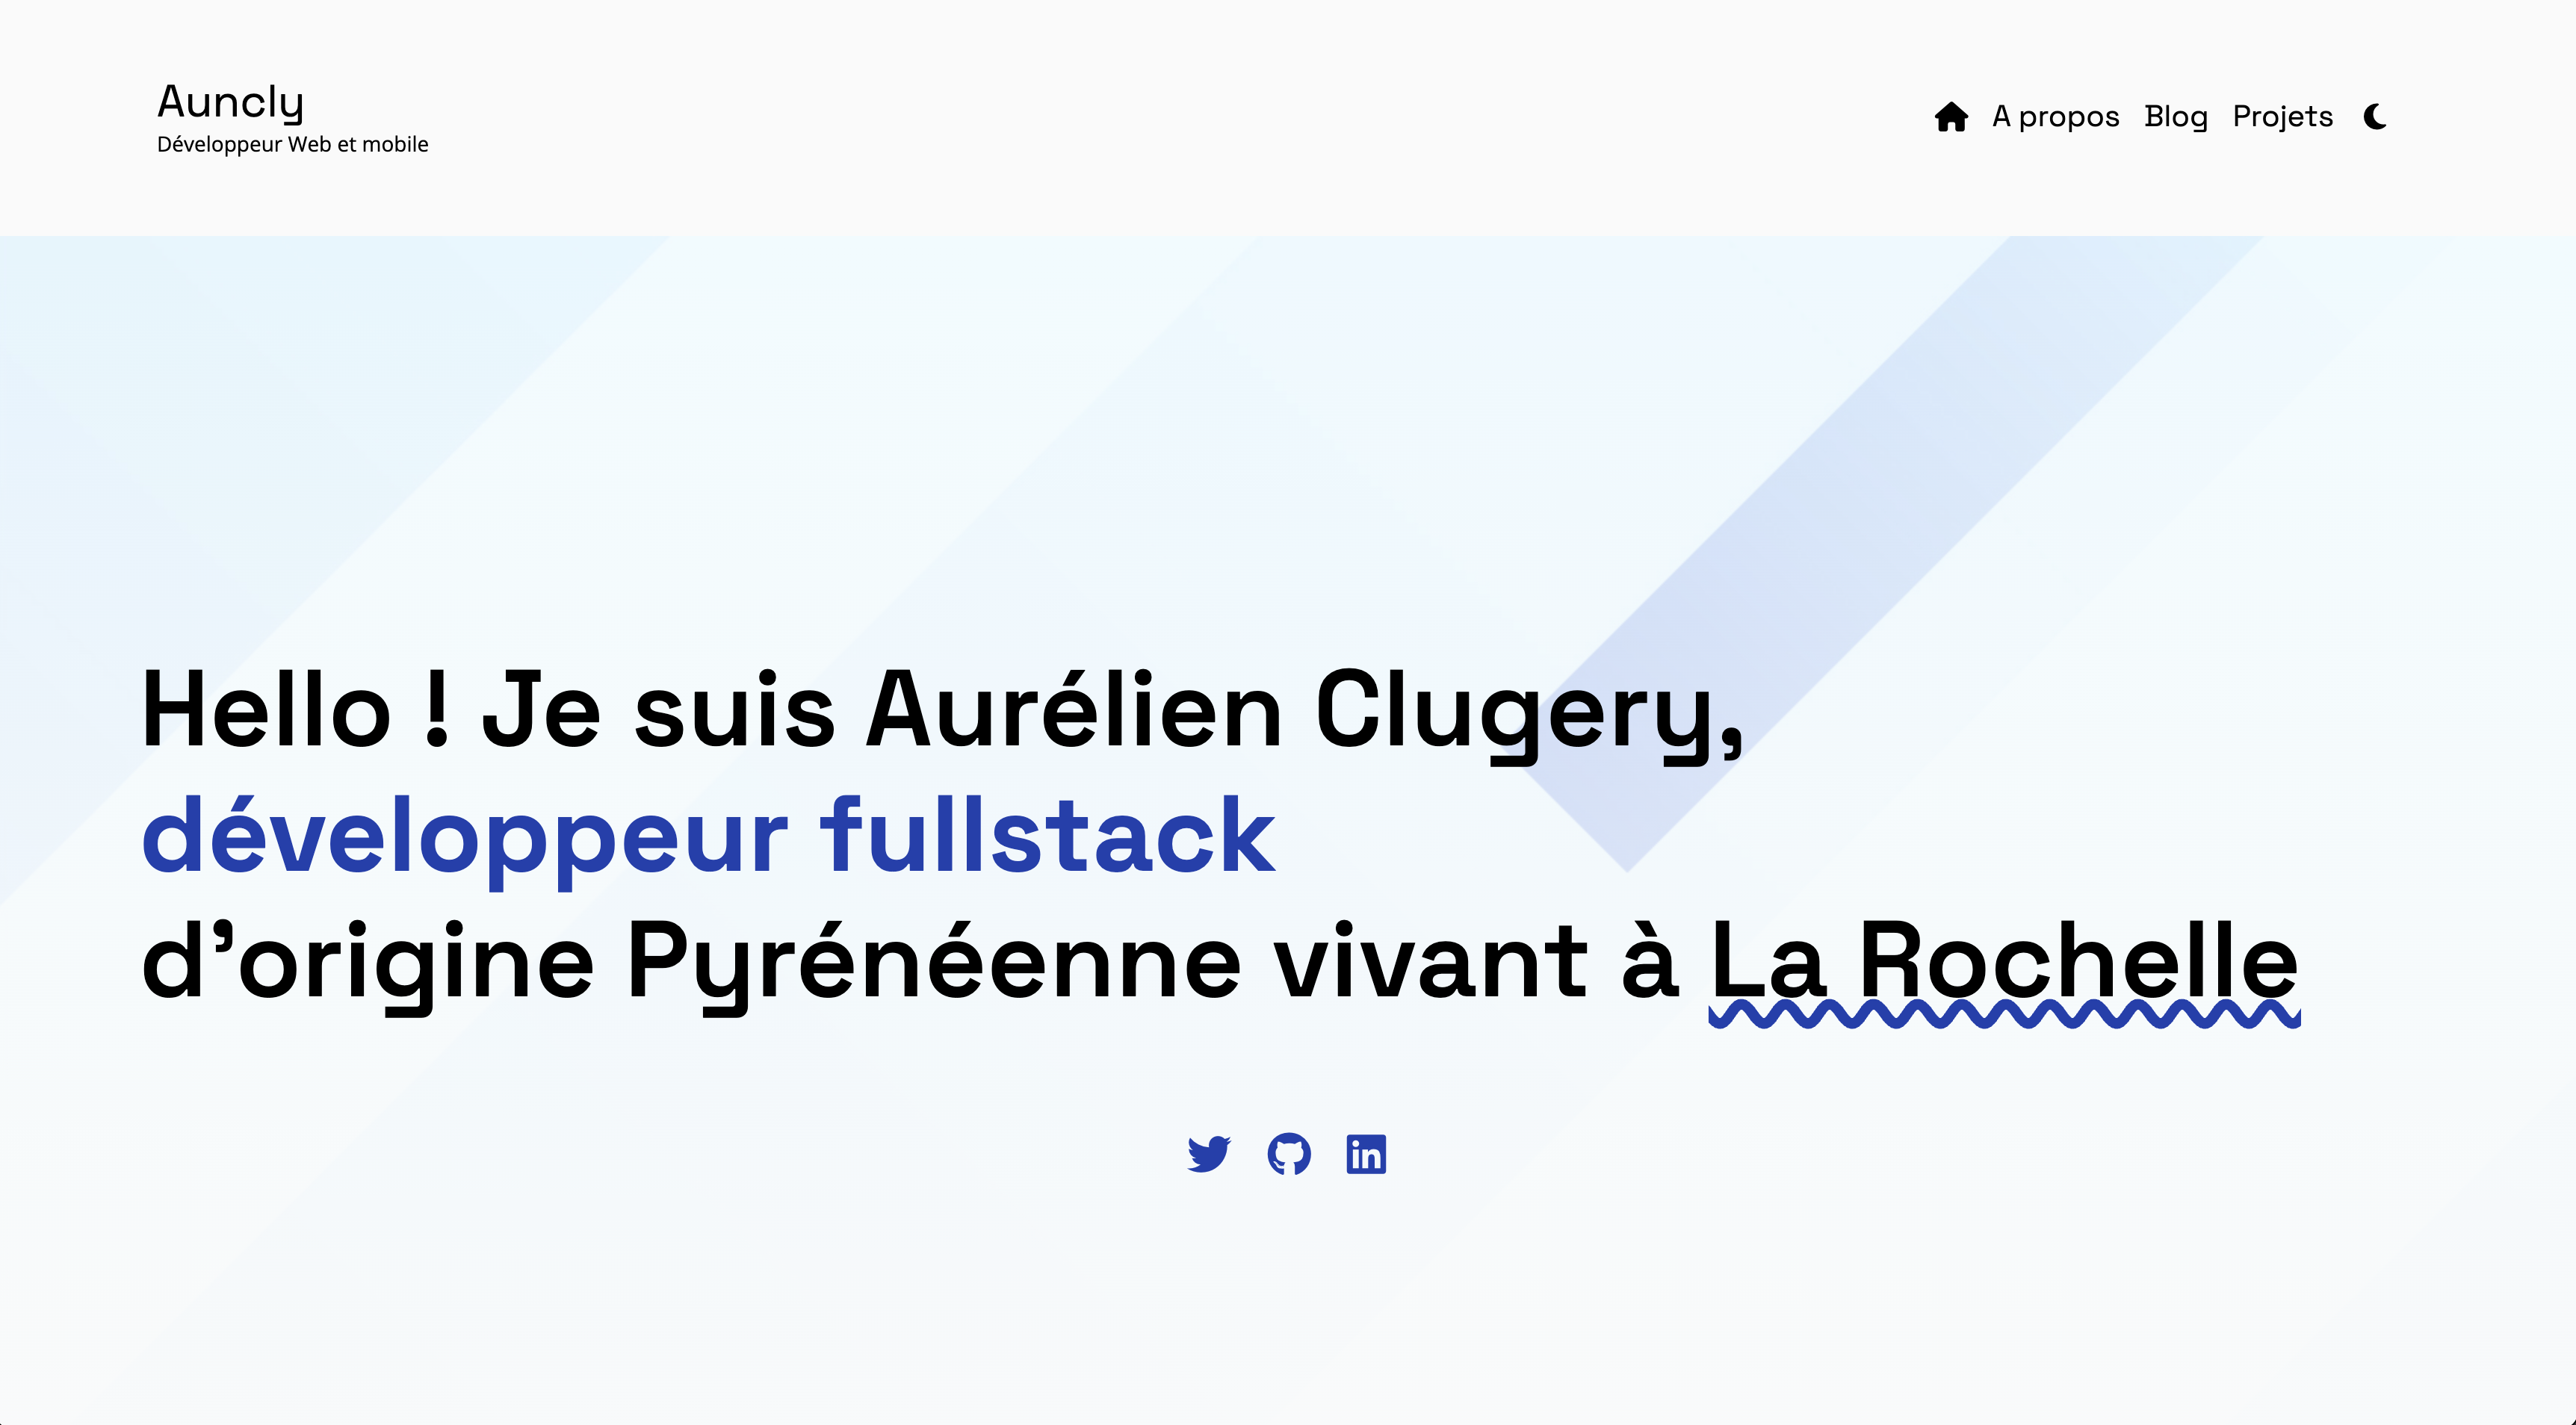 Auncly
Développeur Web et mobile
A propos Blog Projets
Hello ! Je suis Aurélien Clugery,
développeur fullstack
d’origine Pyrénéenne vivant à La Rochelle